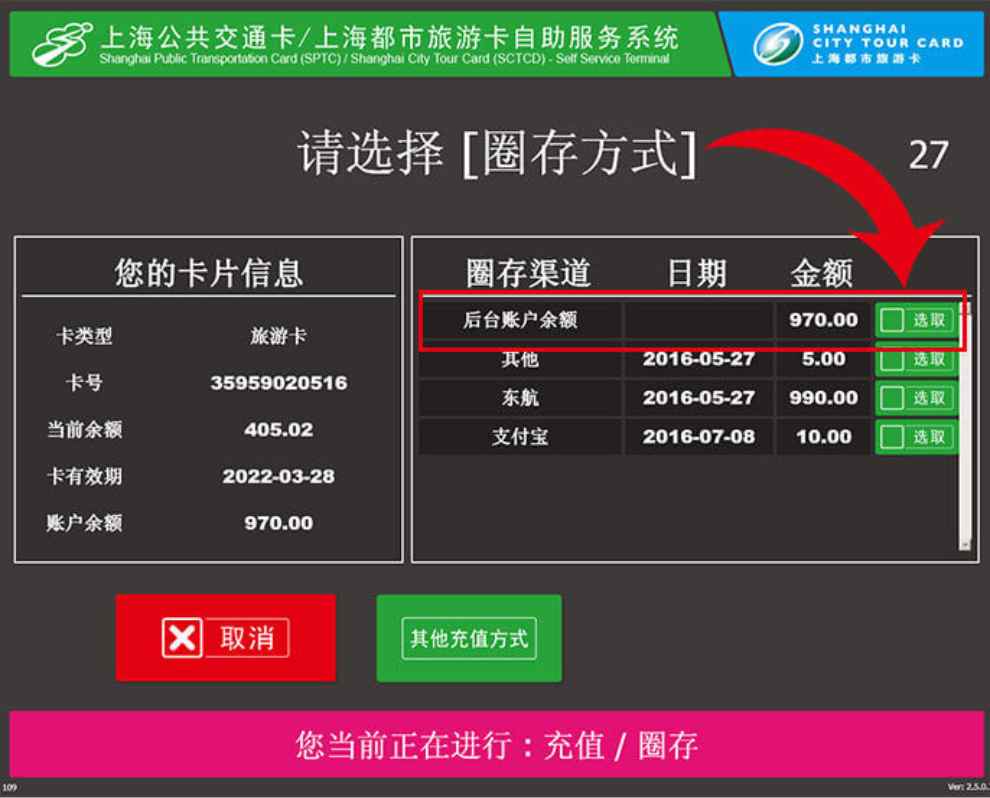 上海公共交通卡/上海都市旅游卡自助服务系统
Shanghai Public Transportation Card (SPTC) / Shanghai City Tour Card (SCTCD) - Self Service Terminal
SHANGHAI
CITY TOUR CARD
上海都市旅游卡
请选择 [圈存方式]
27
您的卡片信息
卡类型 旅游卡
卡号 35959020516
当前余额 405.02
卡有效期 2022-03-28
账户余额 970.00
圈存渠道 日期 金额
后台账户余额 970.00 选取
其他 2016-05-27 5.00 选取
东航 2016-05-27 990.00 选取
支付宝 2016-07-08 10.00 选取
取消
其他充值方式
您当前正在进行：充值 / 圈存
109
Ver: 2.5.0.